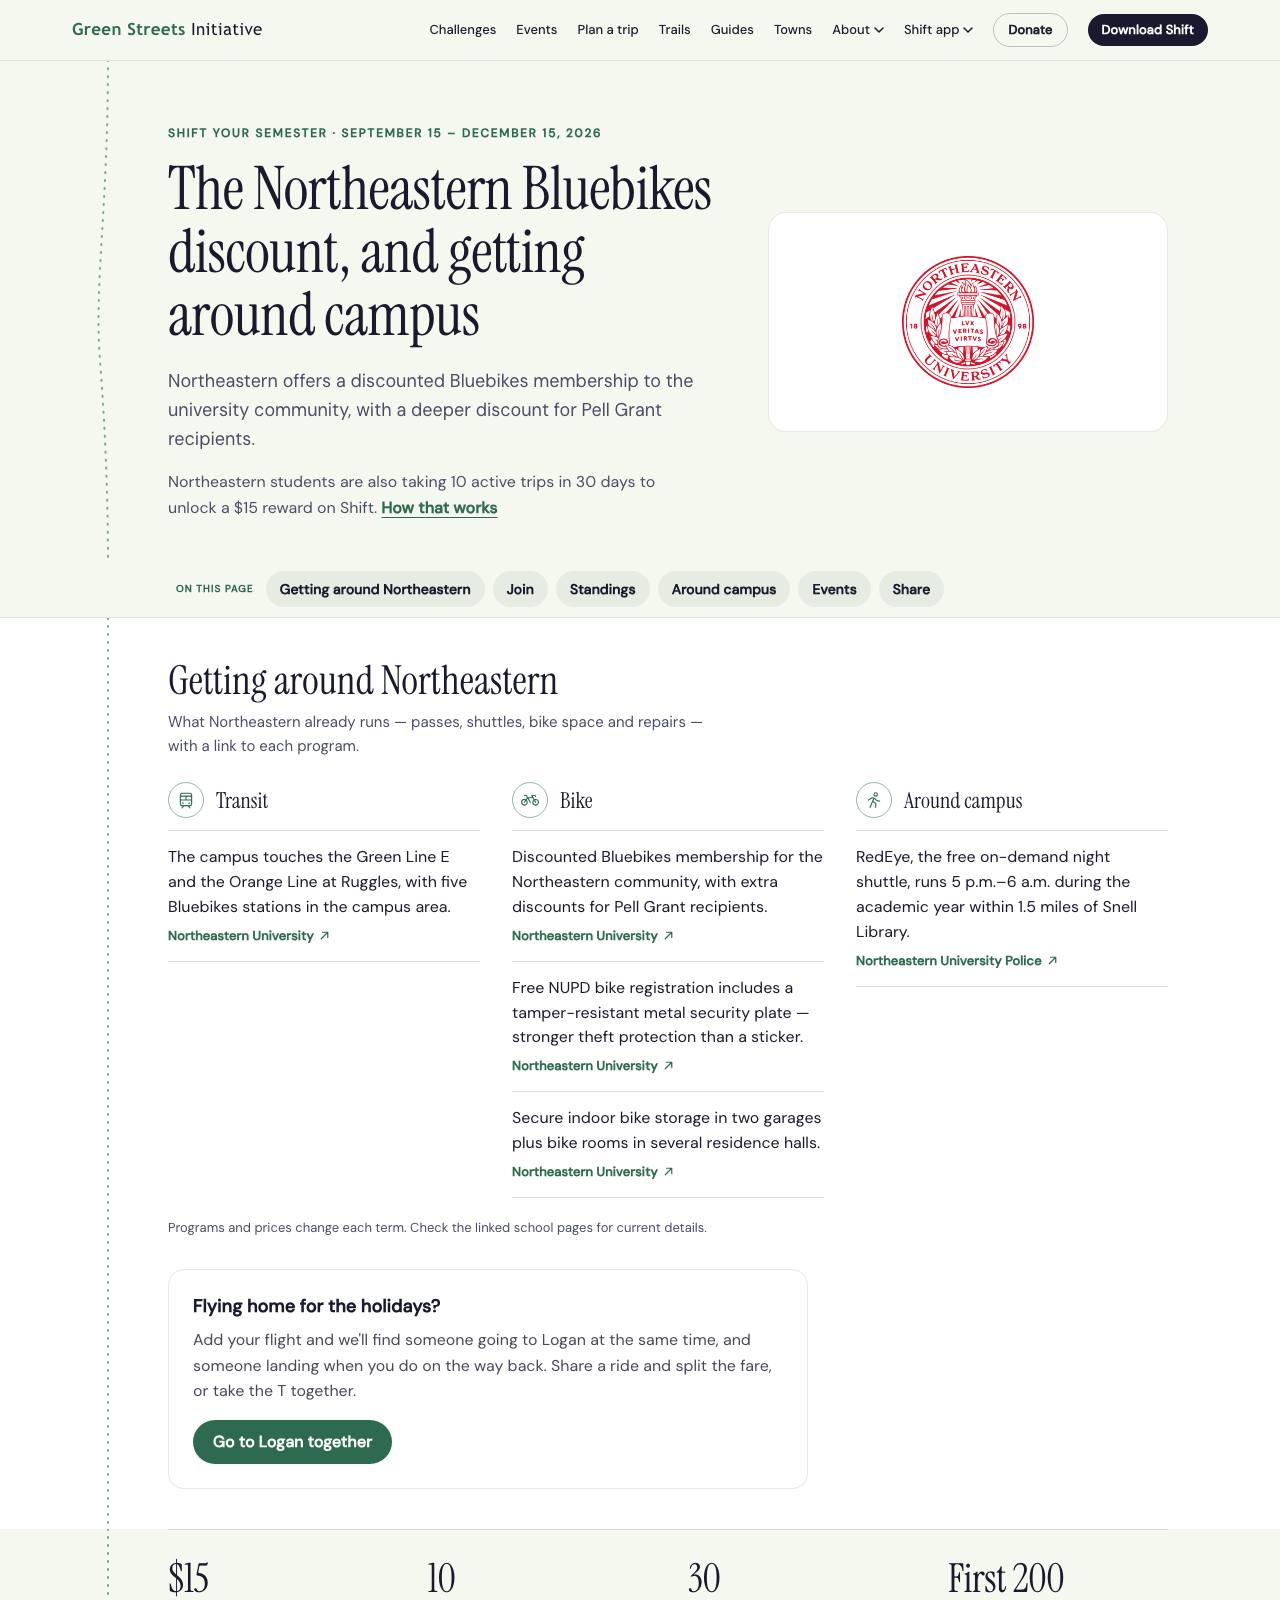 Green Streets Initiative
Challenges Events Plan a trip Trails Guides Towns About Shift app Donate Download Shift
SHIFT YOUR SEMESTER · SEPTEMBER 15 – DECEMBER 15, 2026
The Northeastern Bluebikes
discount, and getting
around campus
Northeastern offers a discounted Bluebikes membership to the
university community, with a deeper discount for Pell Grant
recipients.
Northeastern students are also taking 10 active trips in 30 days to
unlock a $15 reward on Shift. How that works
NORTHEASTERN
18 98
LVX
VERITAS
VIRTVS
UNIVERSITY
ON THIS PAGE Getting around Northeastern Join Standings Around campus Events Share
Getting around Northeastern
What Northeastern already runs — passes, shuttles, bike space and repairs —
with a link to each program.
Transit
The campus touches the Green Line E
and the Orange Line at Ruggles, with five
Bluebikes stations in the campus area.
Northeastern University ↗
Bike
Discounted Bluebikes membership for the
Northeastern community, with extra
discounts for Pell Grant recipients.
Northeastern University ↗
Free NUPD bike registration includes a
tamper-resistant metal security plate —
stronger theft protection than a sticker.
Northeastern University ↗
Secure indoor bike storage in two garages
plus bike rooms in several residence halls.
Northeastern University ↗
Around campus
RedEye, the free on-demand night
shuttle, runs 5 p.m.–6 a.m. during the
academic year within 1.5 miles of Snell
Library.
Northeastern University Police ↗
Programs and prices change each term. Check the linked school pages for current details.
Flying home for the holidays?
Add your flight and we'll find someone going to Logan at the same time, and
someone landing when you do on the way back. Share a ride and split the fare,
or take the T together.
Go to Logan together
$15 10 30 First 200